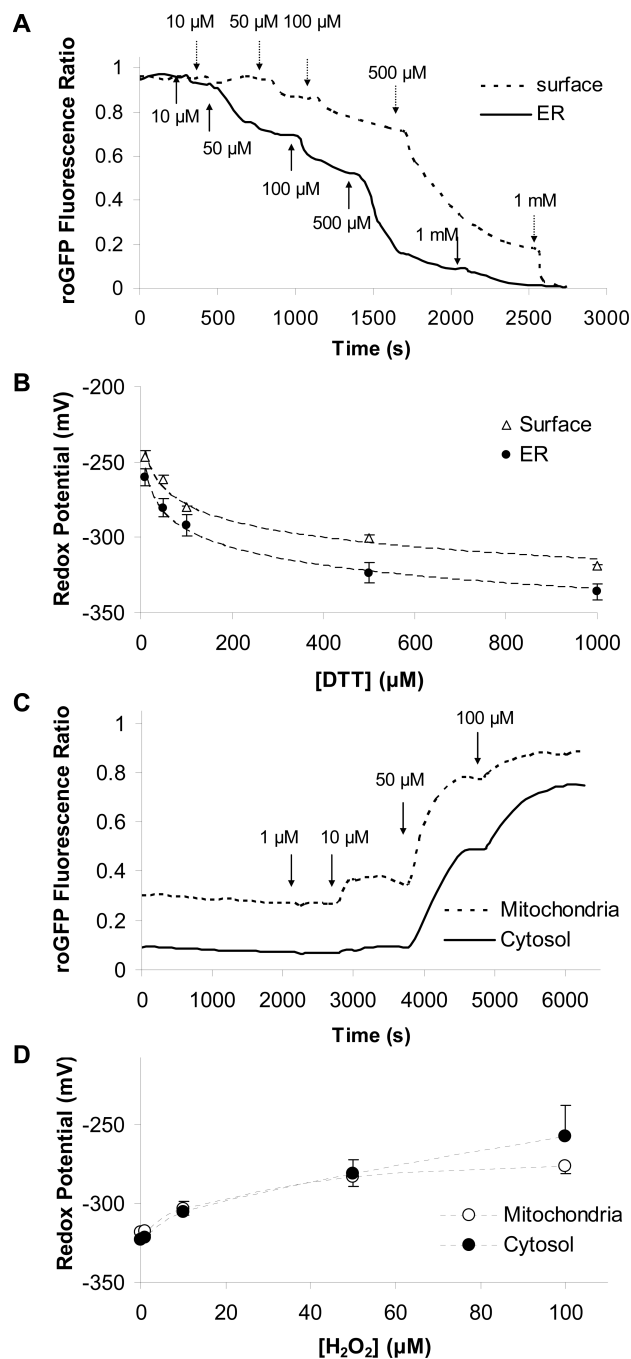 A
10 µM 50 µM 100 µM
500 µM
surface
ER
10 µM
50 µM
100 µM
500 µM
1 mM
1 mM
roGFP Fluorescence Ratio
1
0.8
0.6
0.4
0.2
0
0 500 1000 1500 2000 2500 3000
Time (s)
B
Redox Potential (mV)
-200
-250
-300
-350
Surface
ER
0 200 400 600 800 1000
[DTT] (µM)
C
roGFP Fluorescence Ratio
1
0.8
0.6
0.4
0.2
0
100 µM
50 µM
1 µM 10 µM
Mitochondria
Cytosol
0 1000 2000 3000 4000 5000 6000
Time (s)
D
Redox Potential (mV)
-250
-300
-350
Mitochondria
Cytosol
0 20 40 60 80 100
[H₂O₂] (µM)